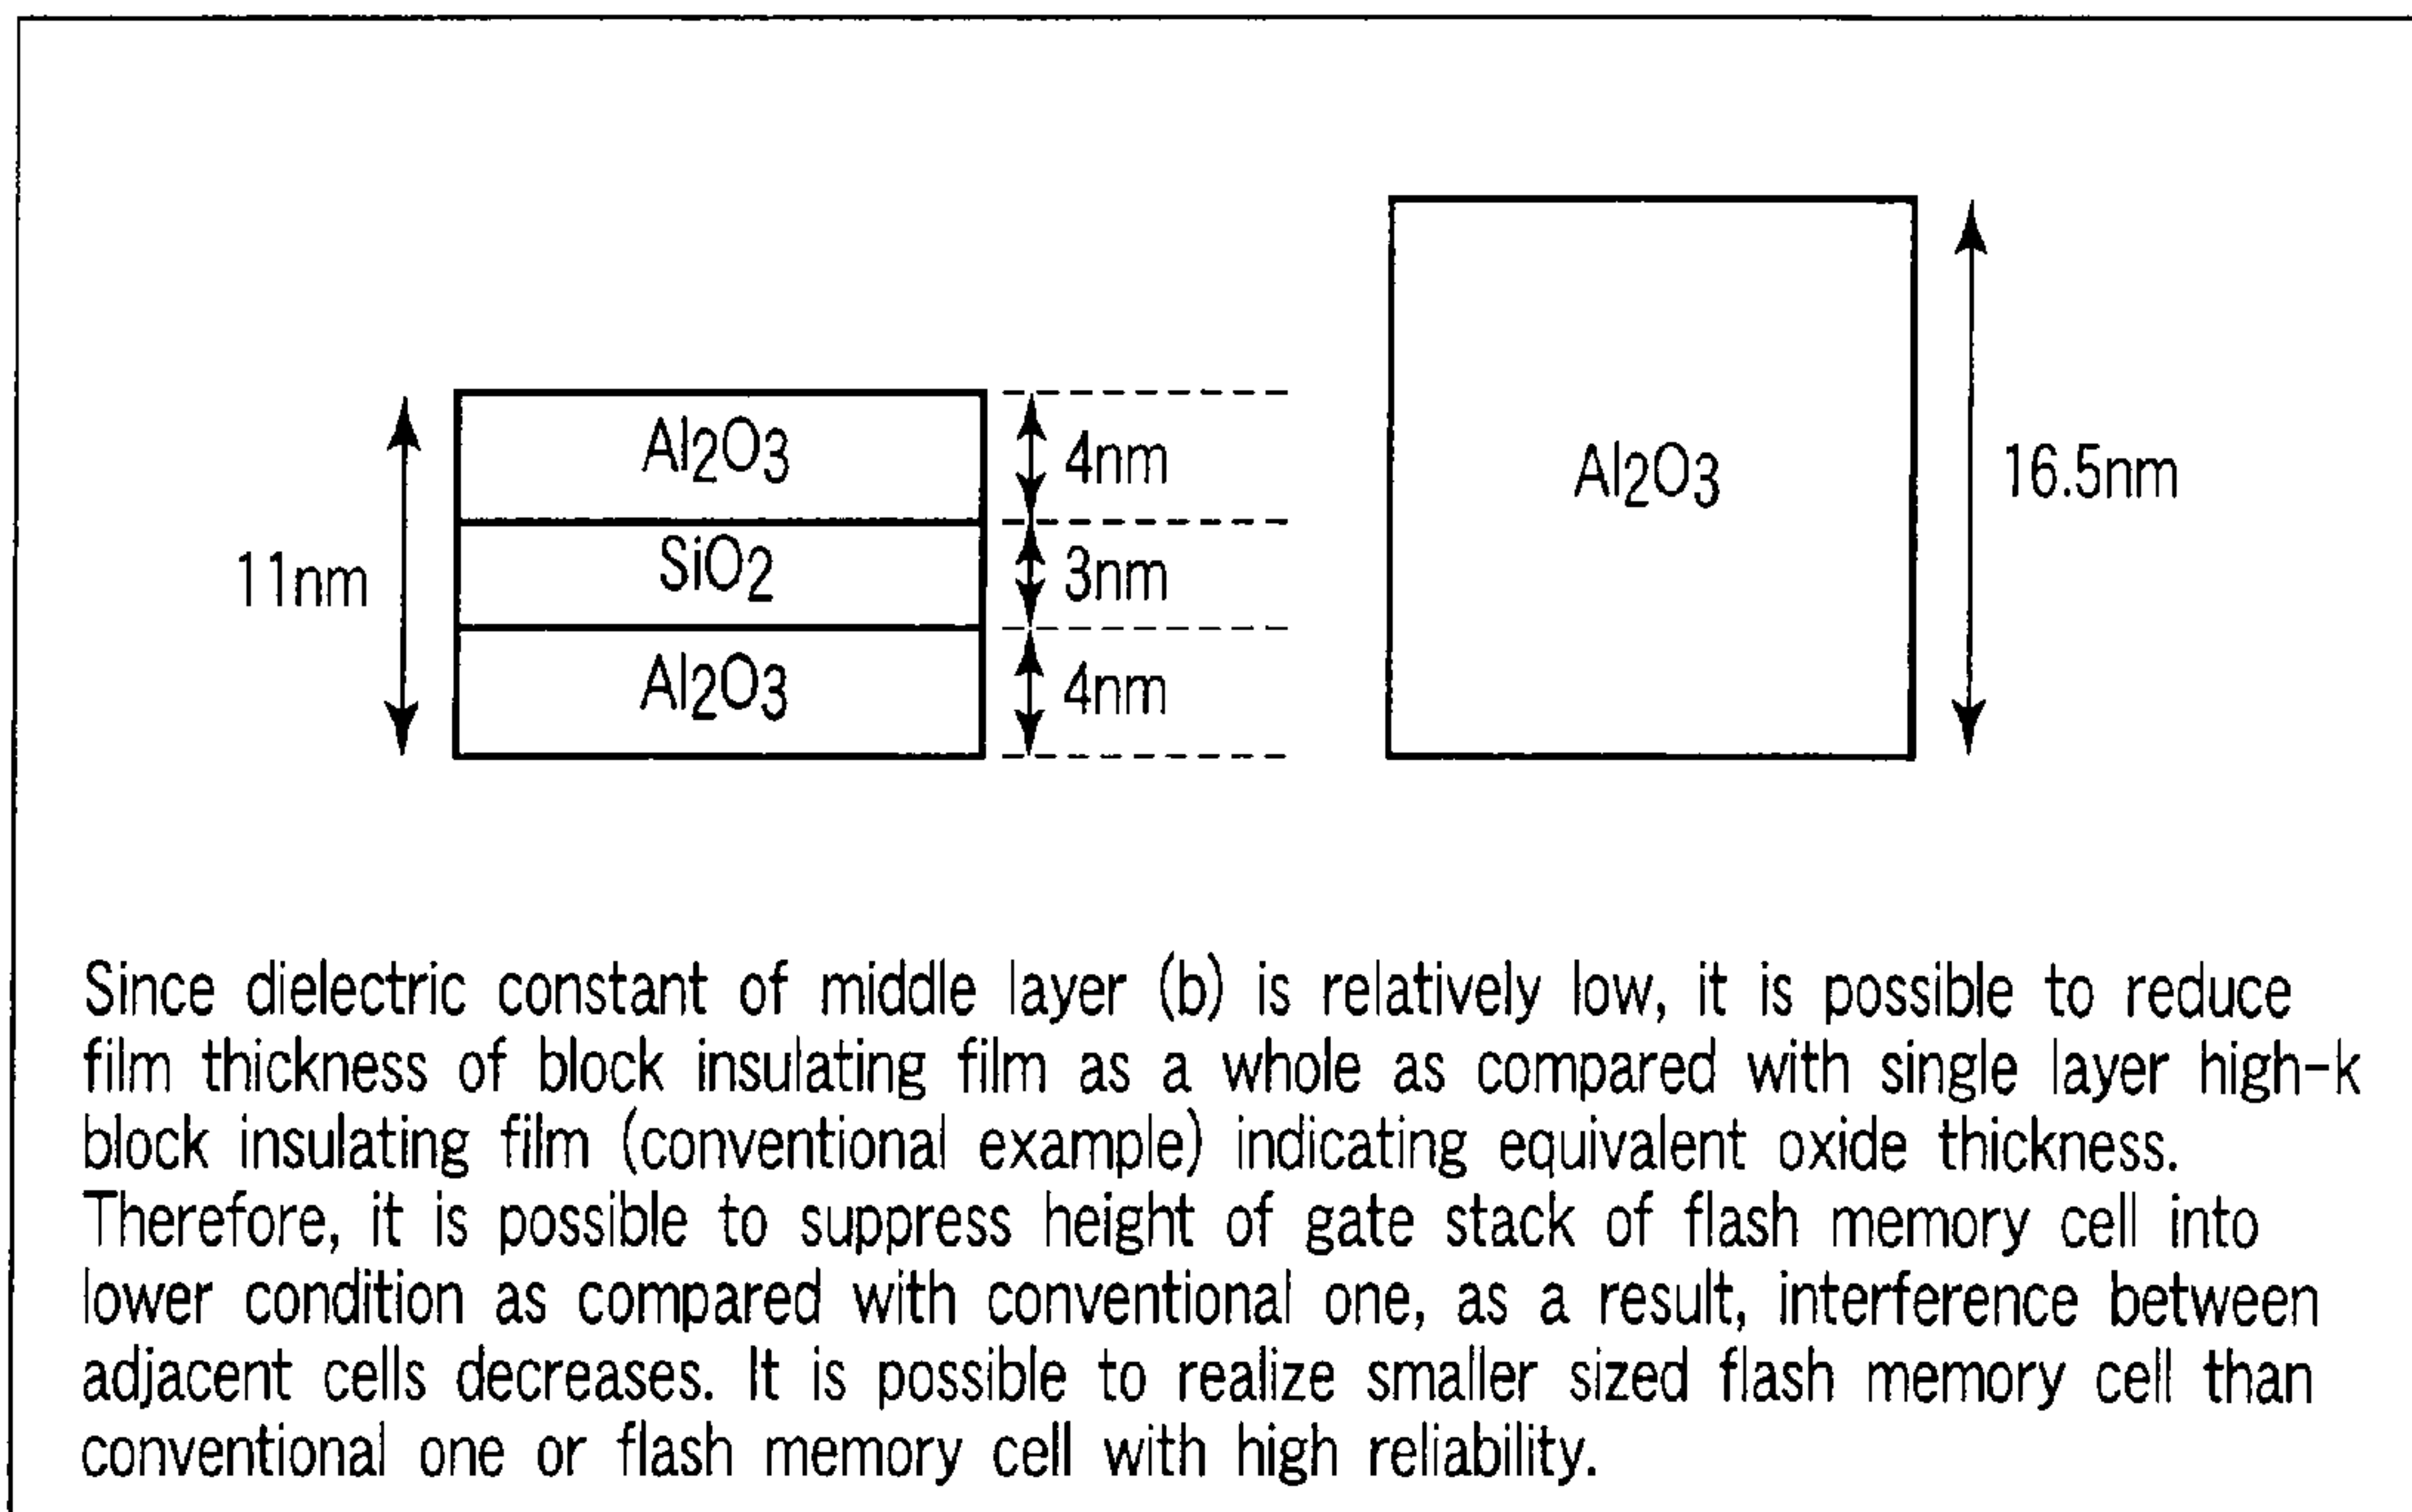 Al2O3
4nm
SiO2
3nm
11nm
Al2O3
4nm
Al2O3
16.5nm
Since dielectric constant of middle layer (b) is relatively low, it is possible to reduce
film thickness of block insulating film as a whole as compared with single layer high-k
block insulating film (conventional example) indicating equivalent oxide thickness.
Therefore, it is possible to suppress height of gate stack of flash memory cell into
lower condition as compared with conventional one, as a result, interference between
adjacent cells decreases. It is possible to realize smaller sized flash memory cell than
conventional one or flash memory cell with high reliability.